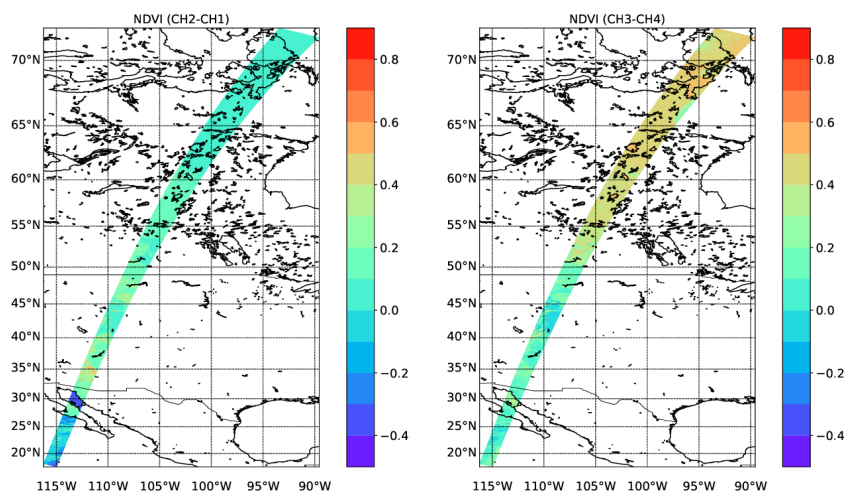 NDVI (CH2-CH1)
70°N
65°N
60°N
55°N
50°N
45°N
40°N
35°N
30°N
25°N
20°N
115°W 110°W 105°W 100°W 95°W 90°W
0.8
0.6
0.4
0.2
0.0
−0.2
−0.4
NDVI (CH3-CH4)
70°N
65°N
60°N
55°N
50°N
45°N
40°N
35°N
30°N
25°N
20°N
115°W 110°W 105°W 100°W 95°W 90°W
0.8
0.6
0.4
0.2
0.0
−0.2
−0.4